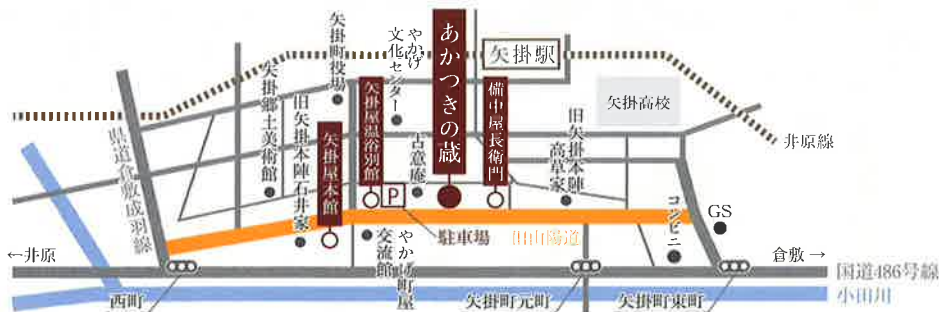 矢掛駅
あかつきの蔵
やかげ
文化センター
矢掛町役場
矢掛郷土美術館
旧矢掛本陣石井家
矢掛屋本館
矢掛屋温浴別館
古意庵
備中屋長衛門
旧矢掛本陣
高草家
矢掛高校
井原線
県道倉敷成羽線
P
駐車場
旧山陽道
やかげ町屋
交流館
コンビニ
GS
←井原
倉敷→
国道486号線
小田川
西町
矢掛町元町
矢掛町東町